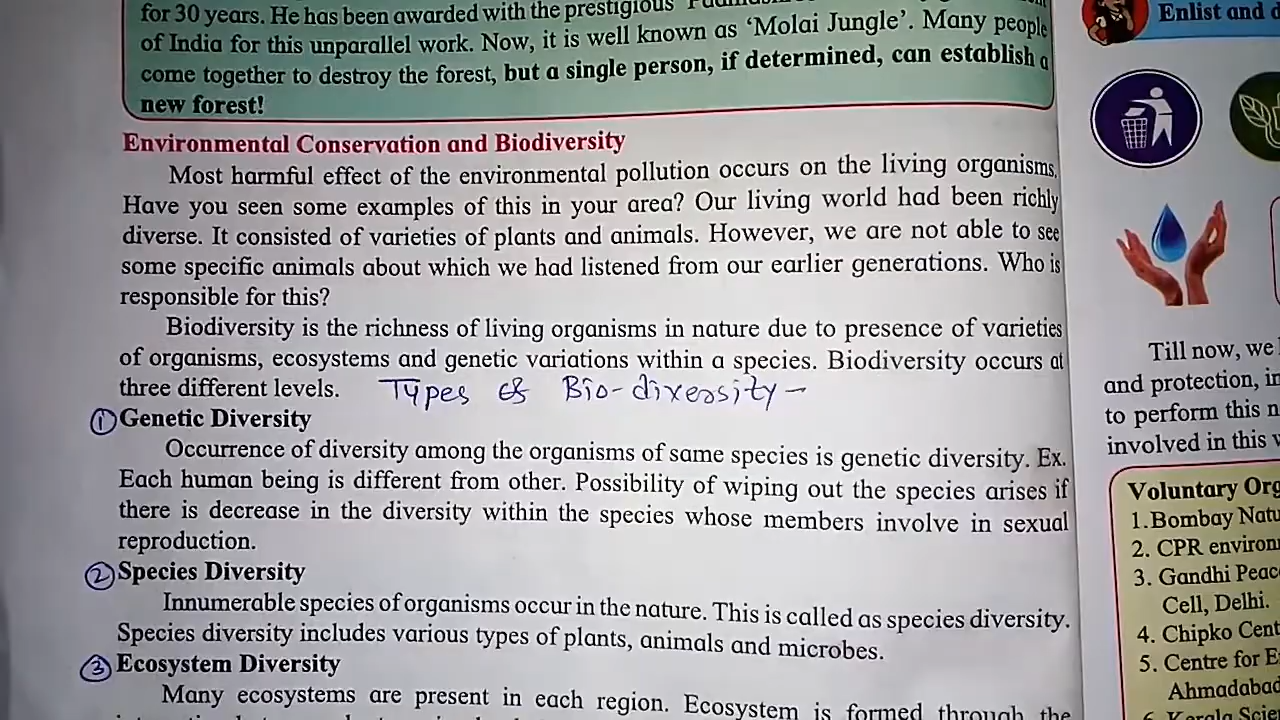 for 30 years. He has been awarded with the prestigious
of India for this unparallel work. Now, it is well known as ‘Molai Jungle’. Many people
come together to destroy the forest, but a single person, if determined, can establish a
new forest!
Environmental Conservation and Biodiversity
Most harmful effect of the environmental pollution occurs on the living organisms.
Have you seen some examples of this in your area? Our living world had been richly
diverse. It consisted of varieties of plants and animals. However, we are not able to see
some specific animals about which we had listened from our earlier generations. Who is
responsible for this?
Biodiversity is the richness of living organisms in nature due to presence of varieties
of organisms, ecosystems and genetic variations within a species. Biodiversity occurs at
three different levels. Types of Bio-diversity -
① Genetic Diversity
Occurrence of diversity among the organisms of same species is genetic diversity. Ex.
Each human being is different from other. Possibility of wiping out the species arises if
there is decrease in the diversity within the species whose members involve in sexual
reproduction.
② Species Diversity
Innumerable species of organisms occur in the nature. This is called as species diversity.
Species diversity includes various types of plants, animals and microbes.
③ Ecosystem Diversity
Many ecosystems are present in each region. Ecosystem is formed through the
Enlist and
Till now, we
and protection, in
to perform this
involved in this
Voluntary Org
1.Bombay Natu
2. CPR environ
3. Gandhi Peac
Cell, Delhi.
4. Chipko Cent
5. Centre for E
Ahmadabad
6. Kerala Scie